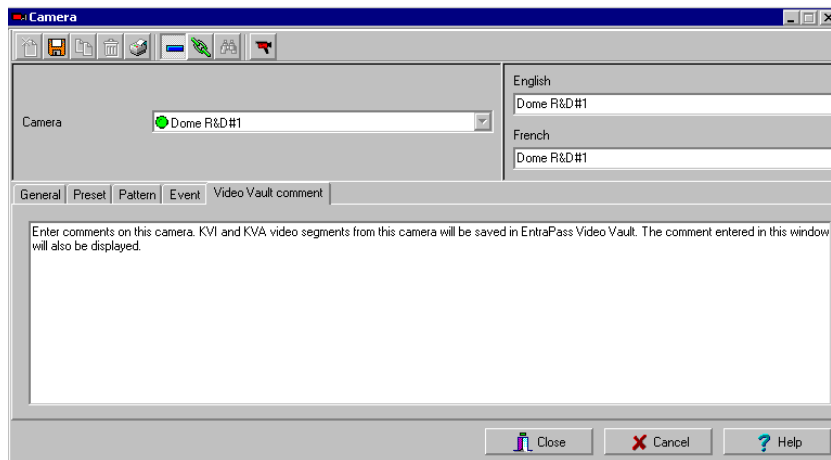 Camera
English
Dome R&D#1
Camera
Dome R&D#1
French
Dome R&D#1
General Preset Pattern Event Video Vault comment
Enter comments on this camera. KVI and KVA video segments from this camera will be saved in EntraPass Video Vault. The comment entered in this window
will also be displayed.
Close Cancel Help